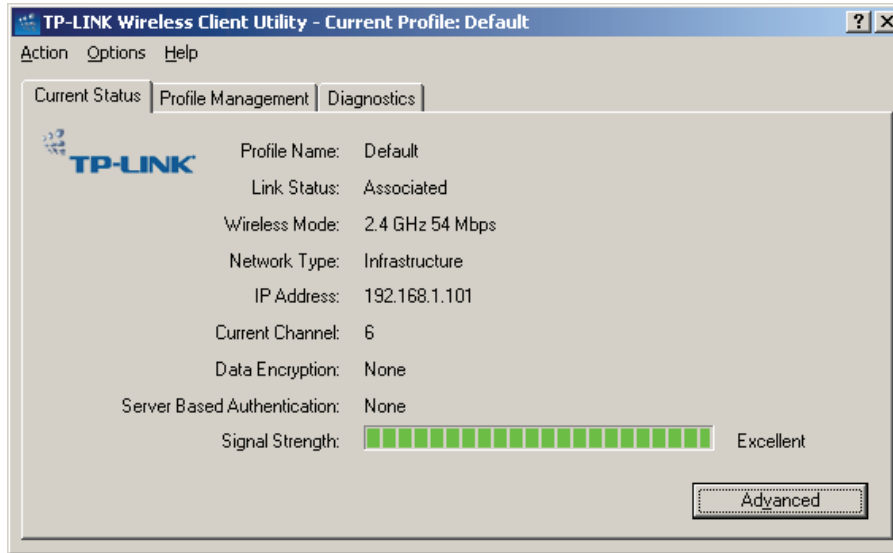 TP-LINK Wireless Client Utility - Current Profile: Default
Action Options Help
Current Status Profile Management Diagnostics
TP-LINK
Profile Name: Default
Link Status: Associated
Wireless Mode: 2.4 GHz 54 Mbps
Network Type: Infrastructure
IP Address: 192.168.1.101
Current Channel: 6
Data Encryption: None
Server Based Authentication: None
Signal Strength: Excellent
Advanced